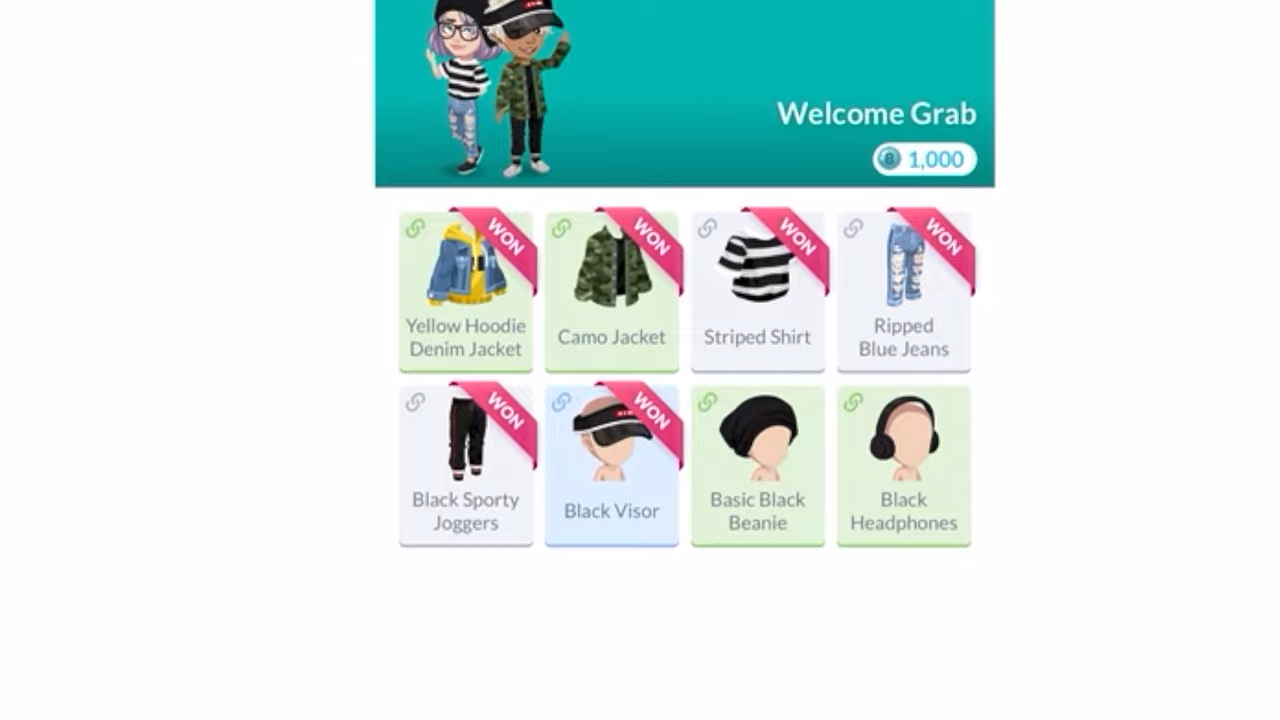 Welcome Grab
B 1,000
WON WON WON WON
Yellow Hoodie
Denim Jacket
Camo Jacket
Striped Shirt
Ripped
Blue Jeans
WON WON
Black Sporty
Joggers
Black Visor
Basic Black
Beanie
Black
Headphones